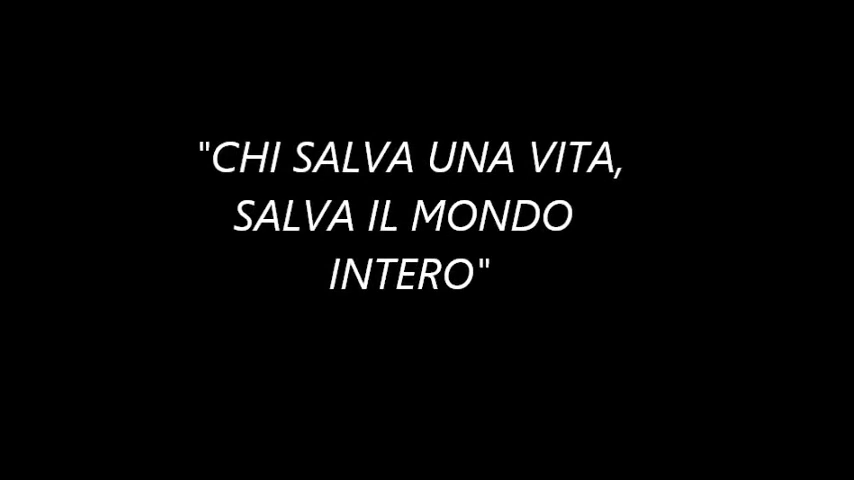 "CHI SALVA UNA VITA,
SALVA IL MONDO
INTERO"